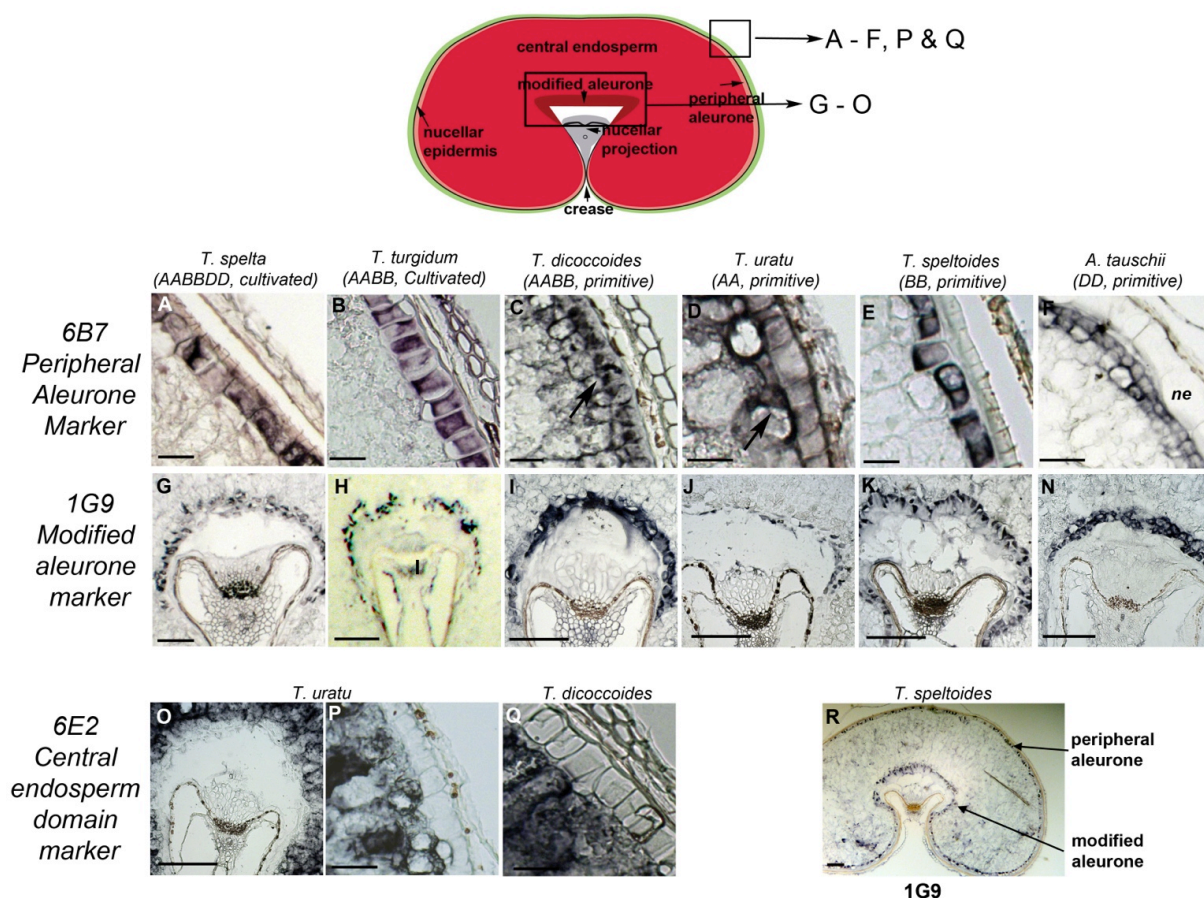 central endosperm
A - F, P & Q
modified aleurone
peripheral
aleurone
G - O
nucellar
epidermis
nucellar
projection
crease
T. spelta
(AABBDD, cultivated)
T. turgidum
(AABB, Cultivated)
T. dicoccoides
(AABB, primitive)
T. uratu
(AA, primitive)
T. speltoides
(BB, primitive)
A. tauschii
(DD, primitive)
6B7
Peripheral
Aleurone
Marker
A
B
C
D
E
F
ne
1G9
Modified
aleurone
marker
G
H
I
I
J
K
N
T. uratu
T. dicoccoides
T. speltoides
6E2
Central
endosperm
domain
marker
O
P
Q
R
peripheral
aleurone
modified
aleurone
1G9